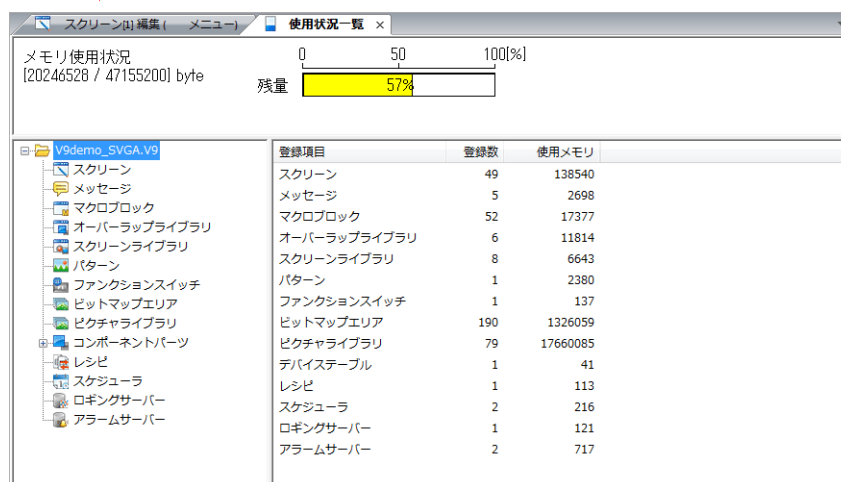 スクリーン[1] 編集 (　メニュー)
使用状況一覧 ×
メモリ使用状況
[20246528 / 47155200] byte
0 50 100[%]
残量 57%
V9demo_SVGA.V9
スクリーン
メッセージ
マクロブロック
オーバーラップライブラリ
スクリーンライブラリ
パターン
ファンクションスイッチ
ビットマップエリア
ピクチャライブラリ
コンポーネントパーツ
レシピ
スケジューラ
ロギングサーバー
アラームサーバー
登録項目 登録数 使用メモリ
スクリーン 49 138540
メッセージ 5 2698
マクロブロック 52 17377
オーバーラップライブラリ 6 11814
スクリーンライブラリ 8 6643
パターン 1 2380
ファンクションスイッチ 1 137
ビットマップエリア 190 1326059
ピクチャライブラリ 79 17660085
デバイステーブル 1 41
レシピ 1 113
スケジューラ 2 216
ロギングサーバー 1 121
アラームサーバー 2 717